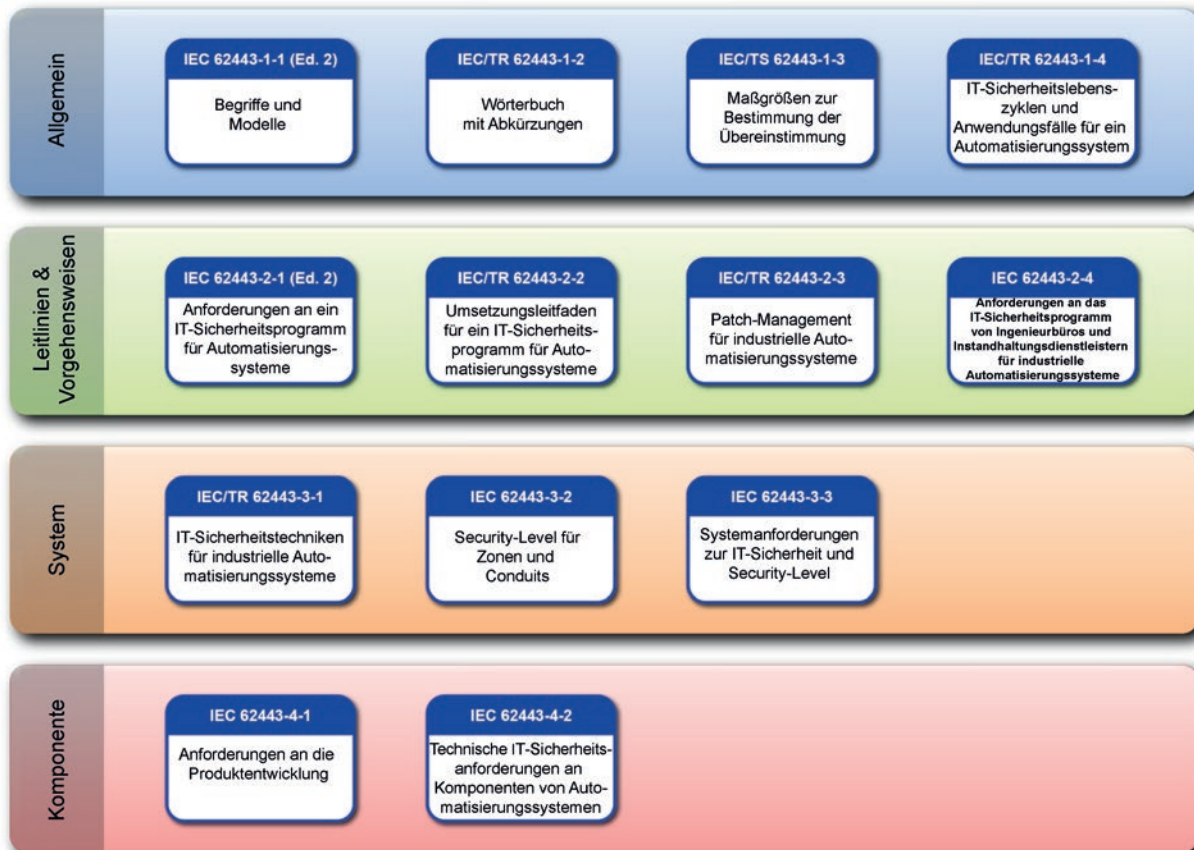 Allgemein
IEC 62443-1-1 (Ed. 2)
Begriffe und
Modelle
IEC/TR 62443-1-2
Wörterbuch
mit Abkürzungen
IEC/TS 62443-1-3
Maßgrößen zur
Bestimmung der
Übereinstimmung
IEC/TR 62443-1-4
IT-Sicherheitslebens-
zyklen und
Anwendungsfälle für ein
Automatisierungssystem
Leitlinien &
Vorgehensweisen
IEC 62443-2-1 (Ed. 2)
Anforderungen an ein
IT-Sicherheitsprogramm
für Automatisierungs-
systeme
IEC/TR 62443-2-2
Umsetzungsleitfaden
für ein IT-Sicherheits-
programm für Auto-
matisierungssysteme
IEC/TR 62443-2-3
Patch-Management
für industrielle Auto-
matisierungssysteme
IEC 62443-2-4
Anforderungen an das
IT-Sicherheitsprogramm
von Ingenieurbüros und
Instandhaltungsdienstleistern
für industrielle
Automatisierungssysteme
System
IEC/TR 62443-3-1
IT-Sicherheitstechniken
für industrielle Auto-
matisierungssysteme
IEC 62443-3-2
Security-Level für
Zonen und
Conduits
IEC 62443-3-3
Systemanforderungen
zur IT-Sicherheit und
Security-Level
Komponente
IEC 62443-4-1
Anforderungen an die
Produktentwicklung
IEC 62443-4-2
Technische IT-Sicherheits-
anforderungen an
Komponenten von Auto-
matisierungssystemen